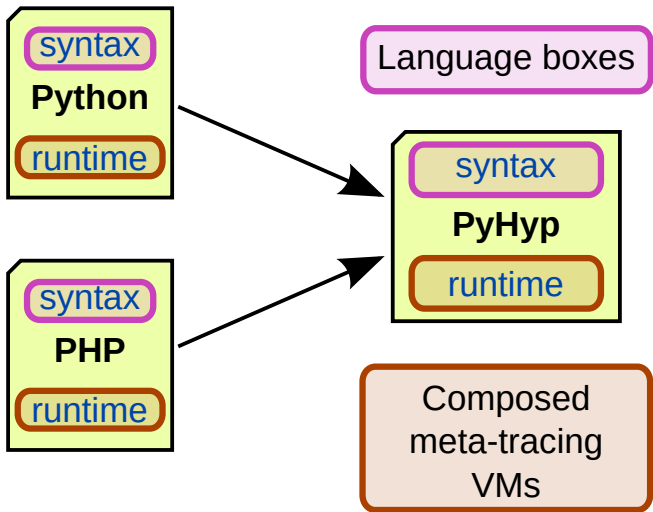 syntax
Python
runtime
syntax
PHP
runtime
Language boxes
syntax
PyHyp
runtime
Composed
meta-tracing
VMs